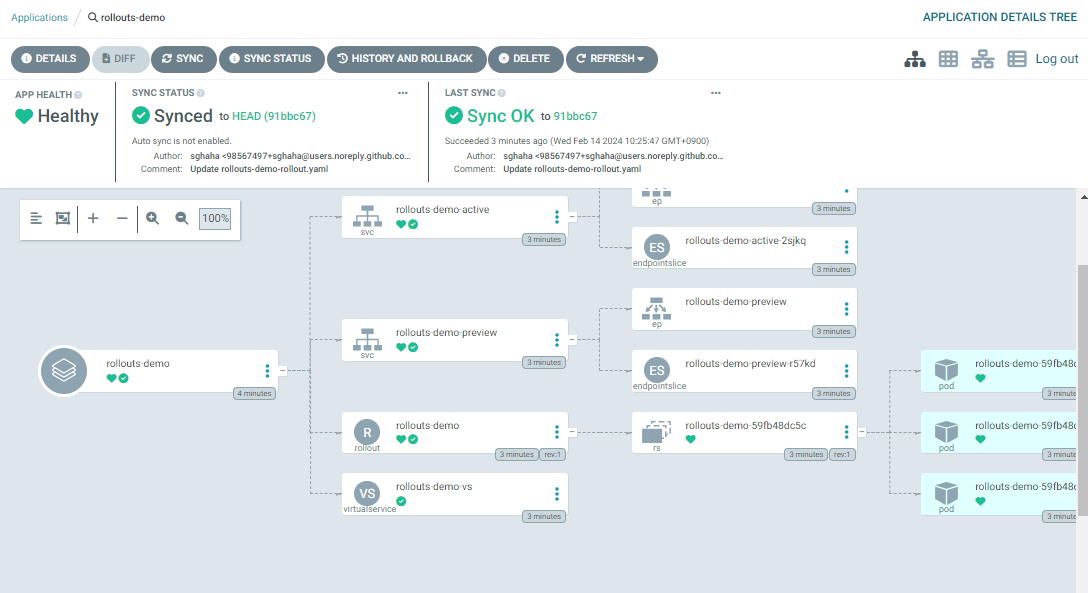 Applications
rollouts-demo
APPLICATION DETAILS TREE
DETAILS
DIFF
SYNC
SYNC STATUS
HISTORY AND ROLLBACK
DELETE
REFRESH
Log out
APP HEALTH
Healthy
SYNC STATUS
Synced to HEAD (91bbc67)
Auto sync is not enabled.
Author: sghaha <98567497+sghaha@users.noreply.github.co...
Comment: Update rollouts-demo-rollout.yaml
LAST SYNC
Sync OK to 91bbc67
Succeeded 3 minutes ago (Wed Feb 14 2024 10:25:47 GMT+0900)
Author: sghaha <98567497+sghaha@users.noreply.github.co...
Comment: Update rollouts-demo-rollout.yaml
100%
rollouts-demo
4 minutes
rollouts-demo-active
svc
3 minutes
rollouts-demo-preview
svc
3 minutes
R
rollouts-demo
rollout
3 minutes
rev:1
VS
rollouts-demo-vs
virtualservice
3 minutes
ep
3 minutes
ES
rollouts-demo-active-2sjkq
endpointslice
3 minutes
rollouts-demo-preview
ep
3 minutes
ES
rollouts-demo-preview-r57kd
endpointslice
3 minutes
rollouts-demo-59fb48dc5c
rs
3 minutes
rev:1
rollouts-demo-59fb48c
pod
3 minute
rollouts-demo-59fb48c
pod
3 minute
rollouts-demo-59fb48c
pod
3 minute